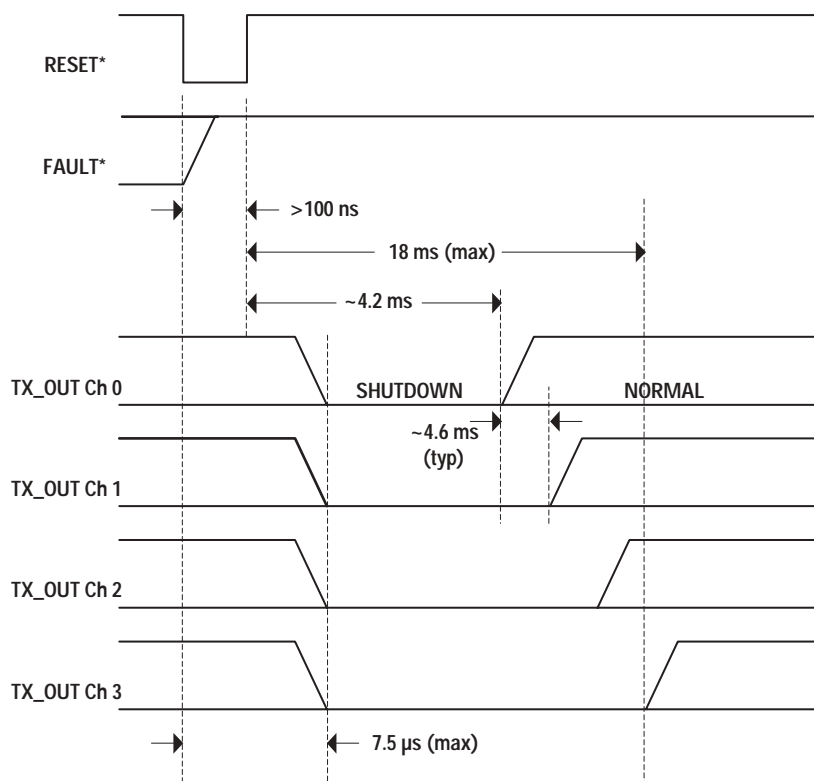 RESET*
FAULT*
>100 ns
18 ms (max)
~4.2 ms
TX_OUT Ch 0
SHUTDOWN
NORMAL
~4.6 ms
(typ)
TX_OUT Ch 1
TX_OUT Ch 2
TX_OUT Ch 3
7.5 µs (max)